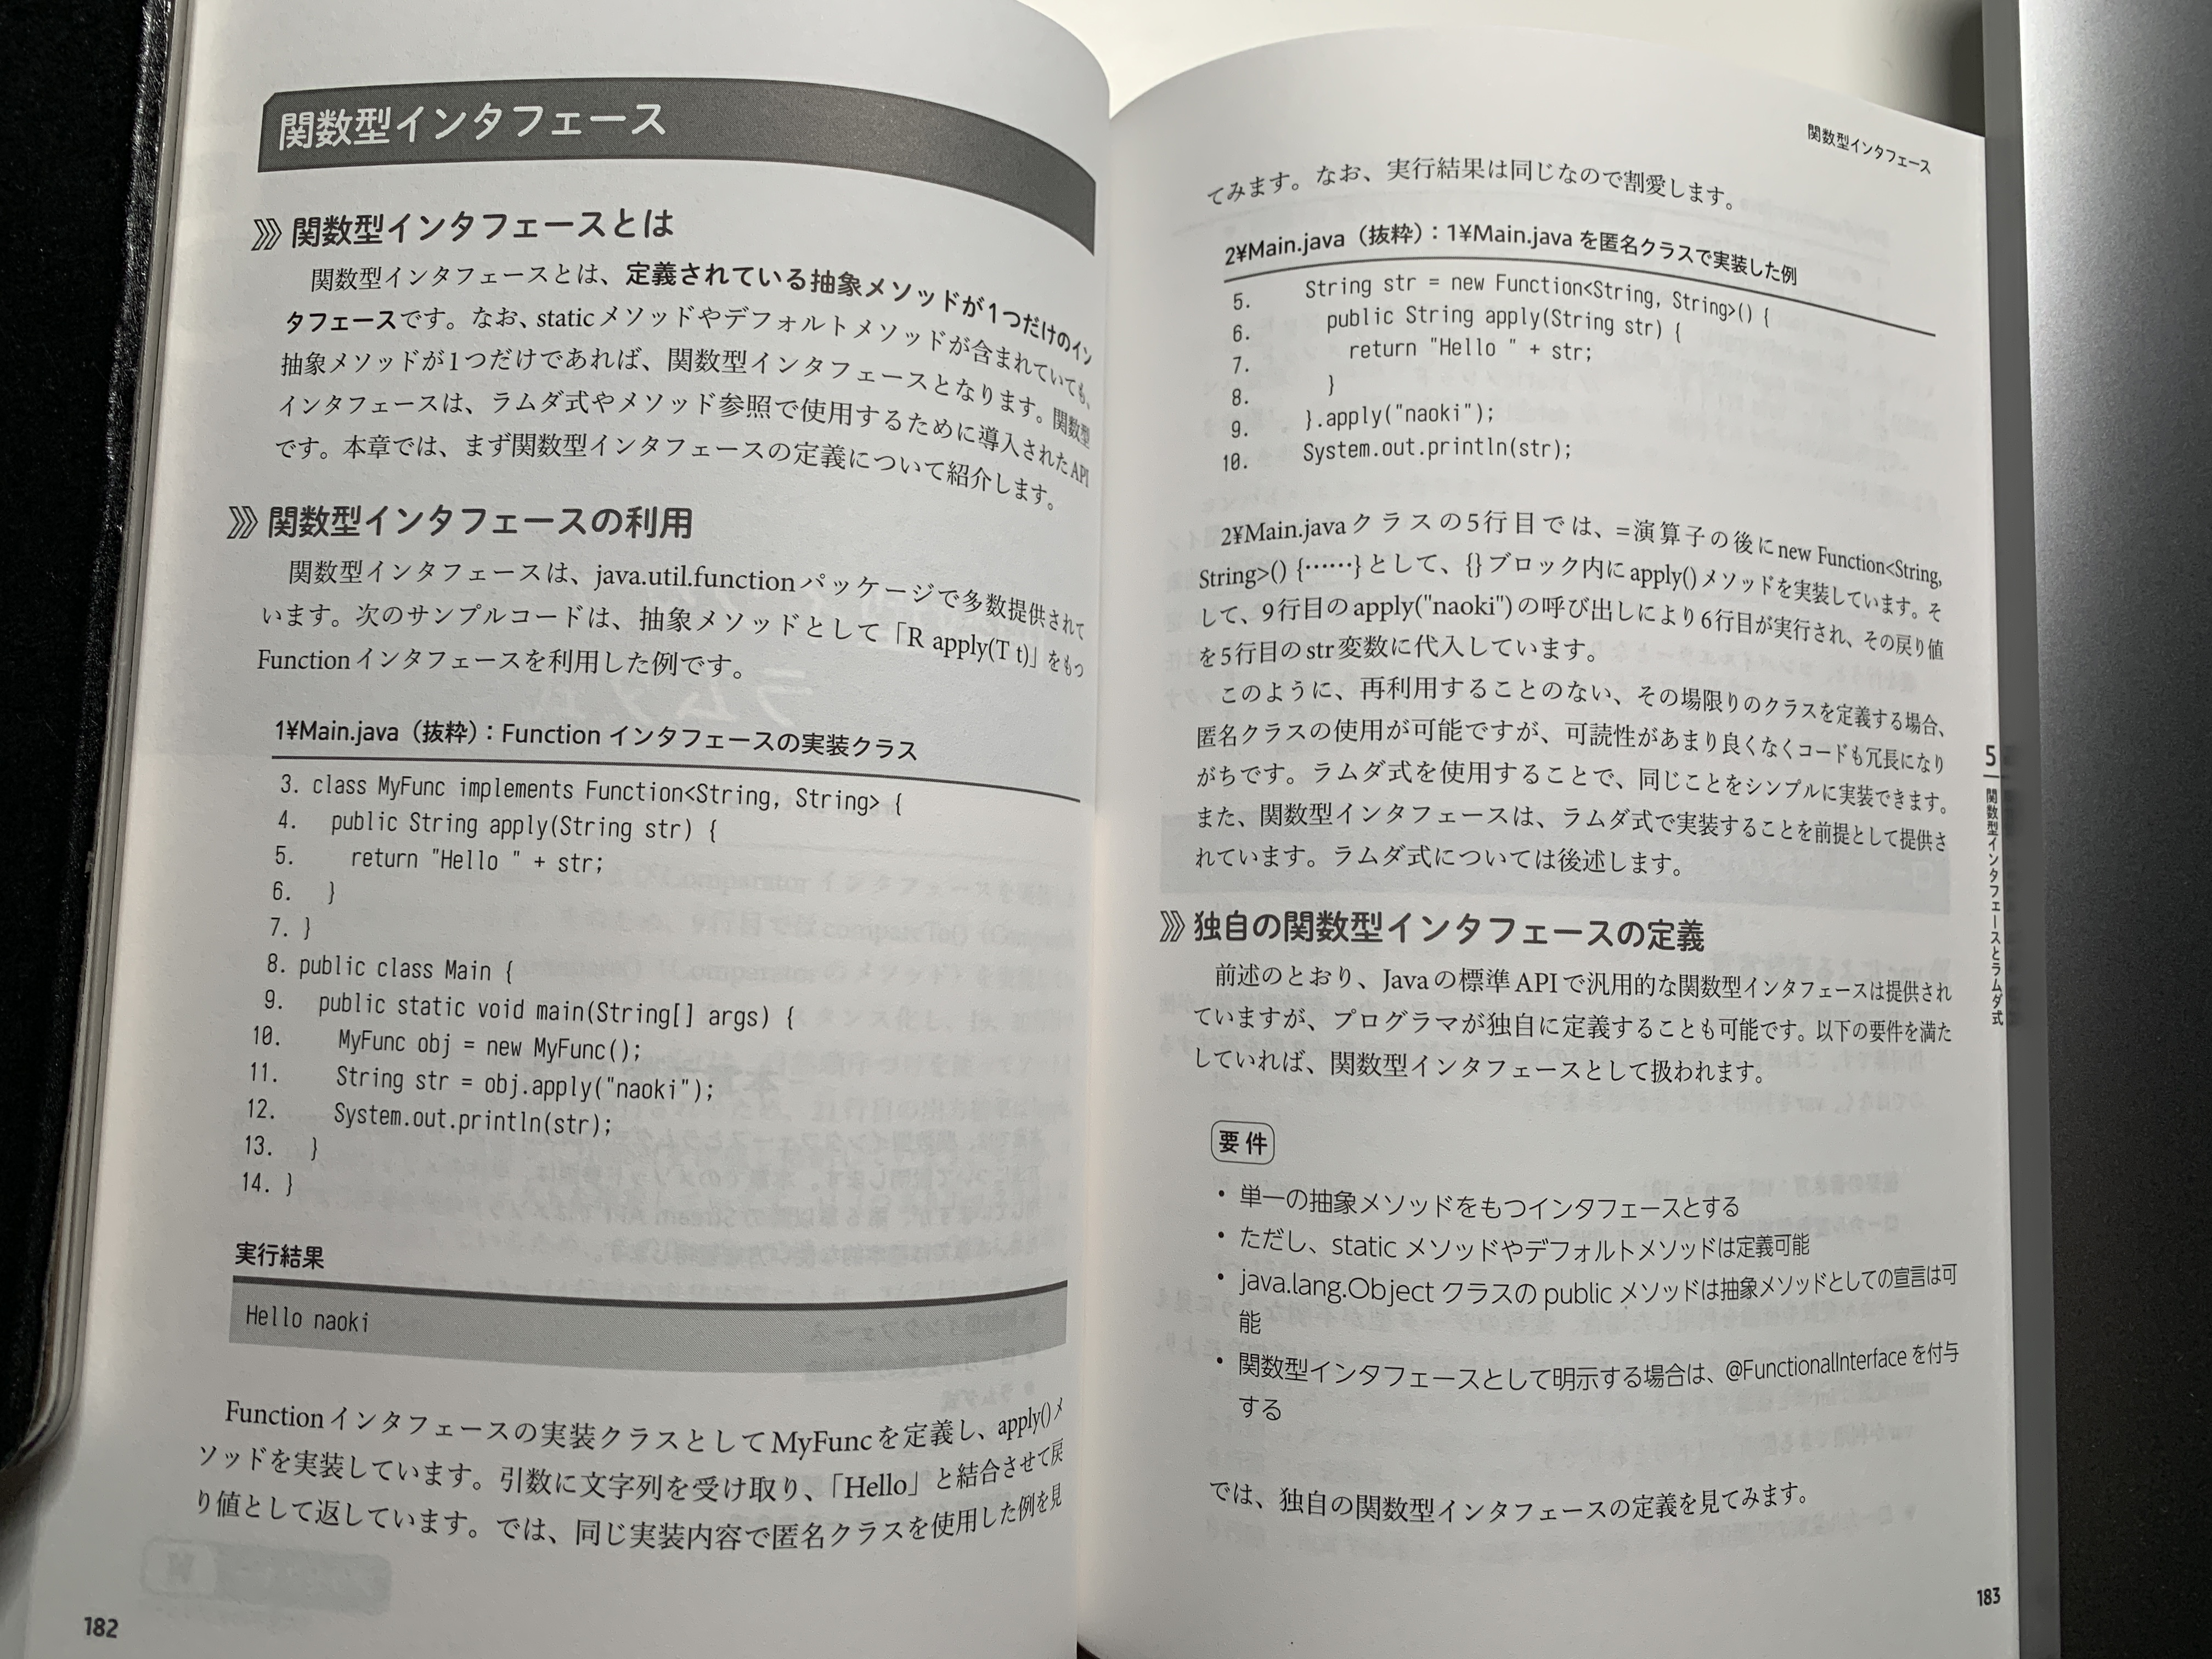 関数型インタフェース
関数型インタフェースとは
関数型インタフェースとは、定義されている抽象メソッドが1つだけのイン
タフェースです。なお、staticメソッドやデフォルトメソッドが含まれていても、
抽象メソッドが1つだけであれば、関数型インタフェースとなります。関数型
インタフェースは、ラムダ式やメソッド参照で使用するために導入されたAPI
です。本章では、まず関数型インタフェースの定義について紹介します。
関数型インタフェースの利用
関数型インタフェースは、java.util.functionパッケージで多数提供されて
います。次のサンプルコードは、抽象メソッドとして「R apply(T t)」をもつ
Functionインタフェースを利用した例です。
1¥Main.java（抜粋）：Function インタフェースの実装クラス
3. class MyFunc implements Function<String, String> {
4.   public String apply(String str) {
5.     return "Hello " + str;
6.   }
7. }
8. public class Main {
9.   public static void main(String[] args) {
10.     MyFunc obj = new MyFunc();
11.     String str = obj.apply("naoki");
12.     System.out.println(str);
13.   }
14. }
実行結果
Hello naoki
Functionインタフェースの実装クラスとしてMyFuncを定義し、apply()メ
ソッドを実装しています。引数に文字列を受け取り、「Hello」と結合させて戻
り値として返しています。では、同じ実装内容で匿名クラスを使用した例を見
182
関数型インタフェース
てみます。なお、実行結果は同じなので割愛します。
2¥Main.java（抜粋）：1¥Main.java を匿名クラスで実装した例
5.     String str = new Function<String, String>() {
6.       public String apply(String str) {
7.         return "Hello " + str;
8.       }
9.     }.apply("naoki");
10.     System.out.println(str);
2¥Main.javaクラスの5行目では、=演算子の後にnew Function<String,
String>() {……}として、{}ブロック内にapply()メソッドを実装しています。そ
して、9行目のapply("naoki")の呼び出しにより6行目が実行され、その戻り値
を5行目のstr変数に代入しています。
このように、再利用することのない、その場限りのクラスを定義する場合、
匿名クラスの使用が可能ですが、可読性があまり良くなくコードも冗長になり
がちです。ラムダ式を使用することで、同じことをシンプルに実装できます。
また、関数型インタフェースは、ラムダ式で実装することを前提として提供さ
れています。ラムダ式については後述します。
独自の関数型インタフェースの定義
前述のとおり、Javaの標準APIで汎用的な関数型インタフェースは提供され
ていますが、プログラマが独自に定義することも可能です。以下の要件を満た
していれば、関数型インタフェースとして扱われます。
要件
・単一の抽象メソッドをもつインタフェースとする
・ただし、static メソッドやデフォルトメソッドは定義可能
・java.lang.Object クラスの public メソッドは抽象メソッドとしての宣言は可
能
・関数型インタフェースとして明示する場合は、@FunctionalInterface を付与
する
では、独自の関数型インタフェースの定義を見てみます。
5 関数型インタフェースとラムダ式
183